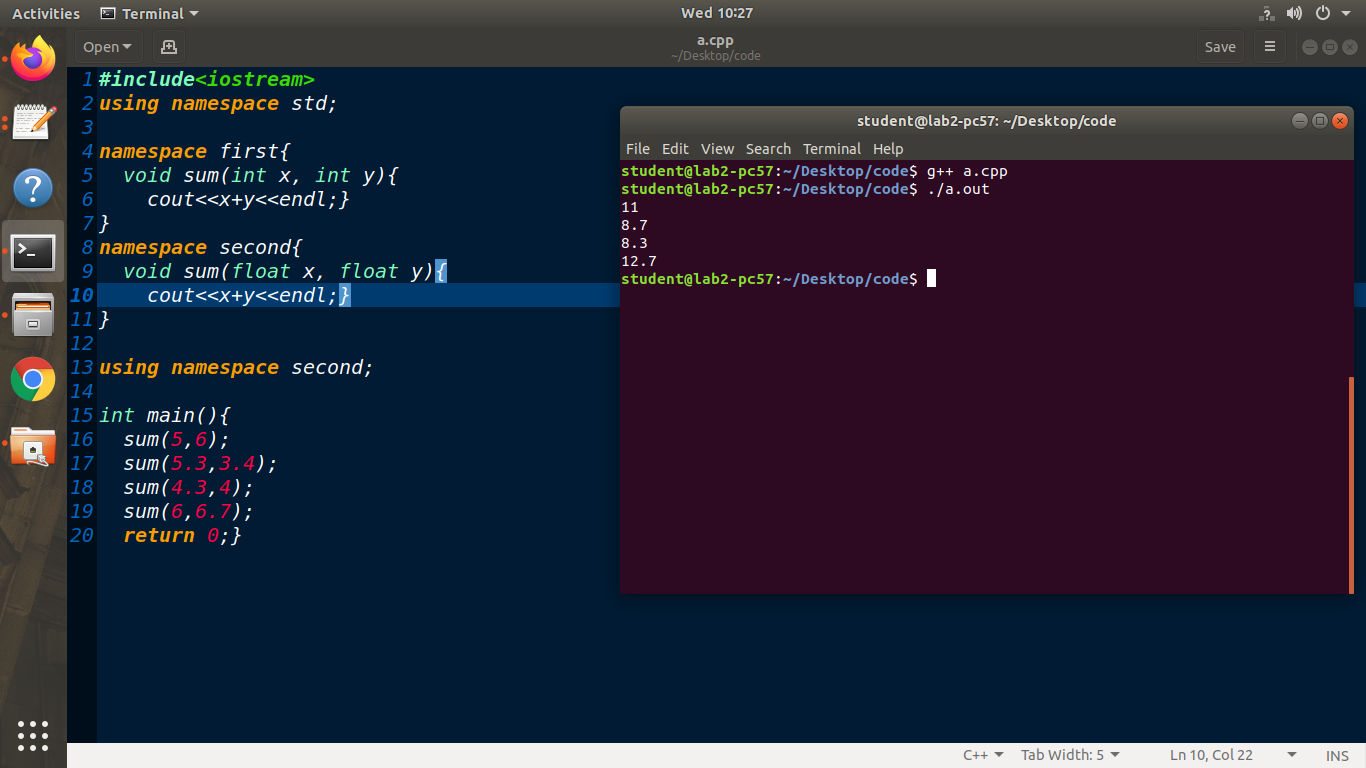 Activities Terminal Wed 10:27
Open a.cpp Save
~/Desktop/code
1 #include<iostream>
2 using namespace std;
3
4 namespace first{
5   void sum(int x, int y){
6     cout<<x+y<<endl;}
7 }
8 namespace second{
9   void sum(float x, float y){
10     cout<<x+y<<endl;}
11 }
12
13 using namespace second;
14
15 int main(){
16   sum(5,6);
17   sum(5.3,3.4);
18   sum(4.3,4);
19   sum(6,6.7);
20   return 0;}
student@lab2-pc57: ~/Desktop/code
File Edit View Search Terminal Help
student@lab2-pc57:~/Desktop/code$ g++ a.cpp
student@lab2-pc57:~/Desktop/code$ ./a.out
11
8.7
8.3
12.7
student@lab2-pc57:~/Desktop/code$
C++ Tab Width: 5 Ln 10, Col 22 INS